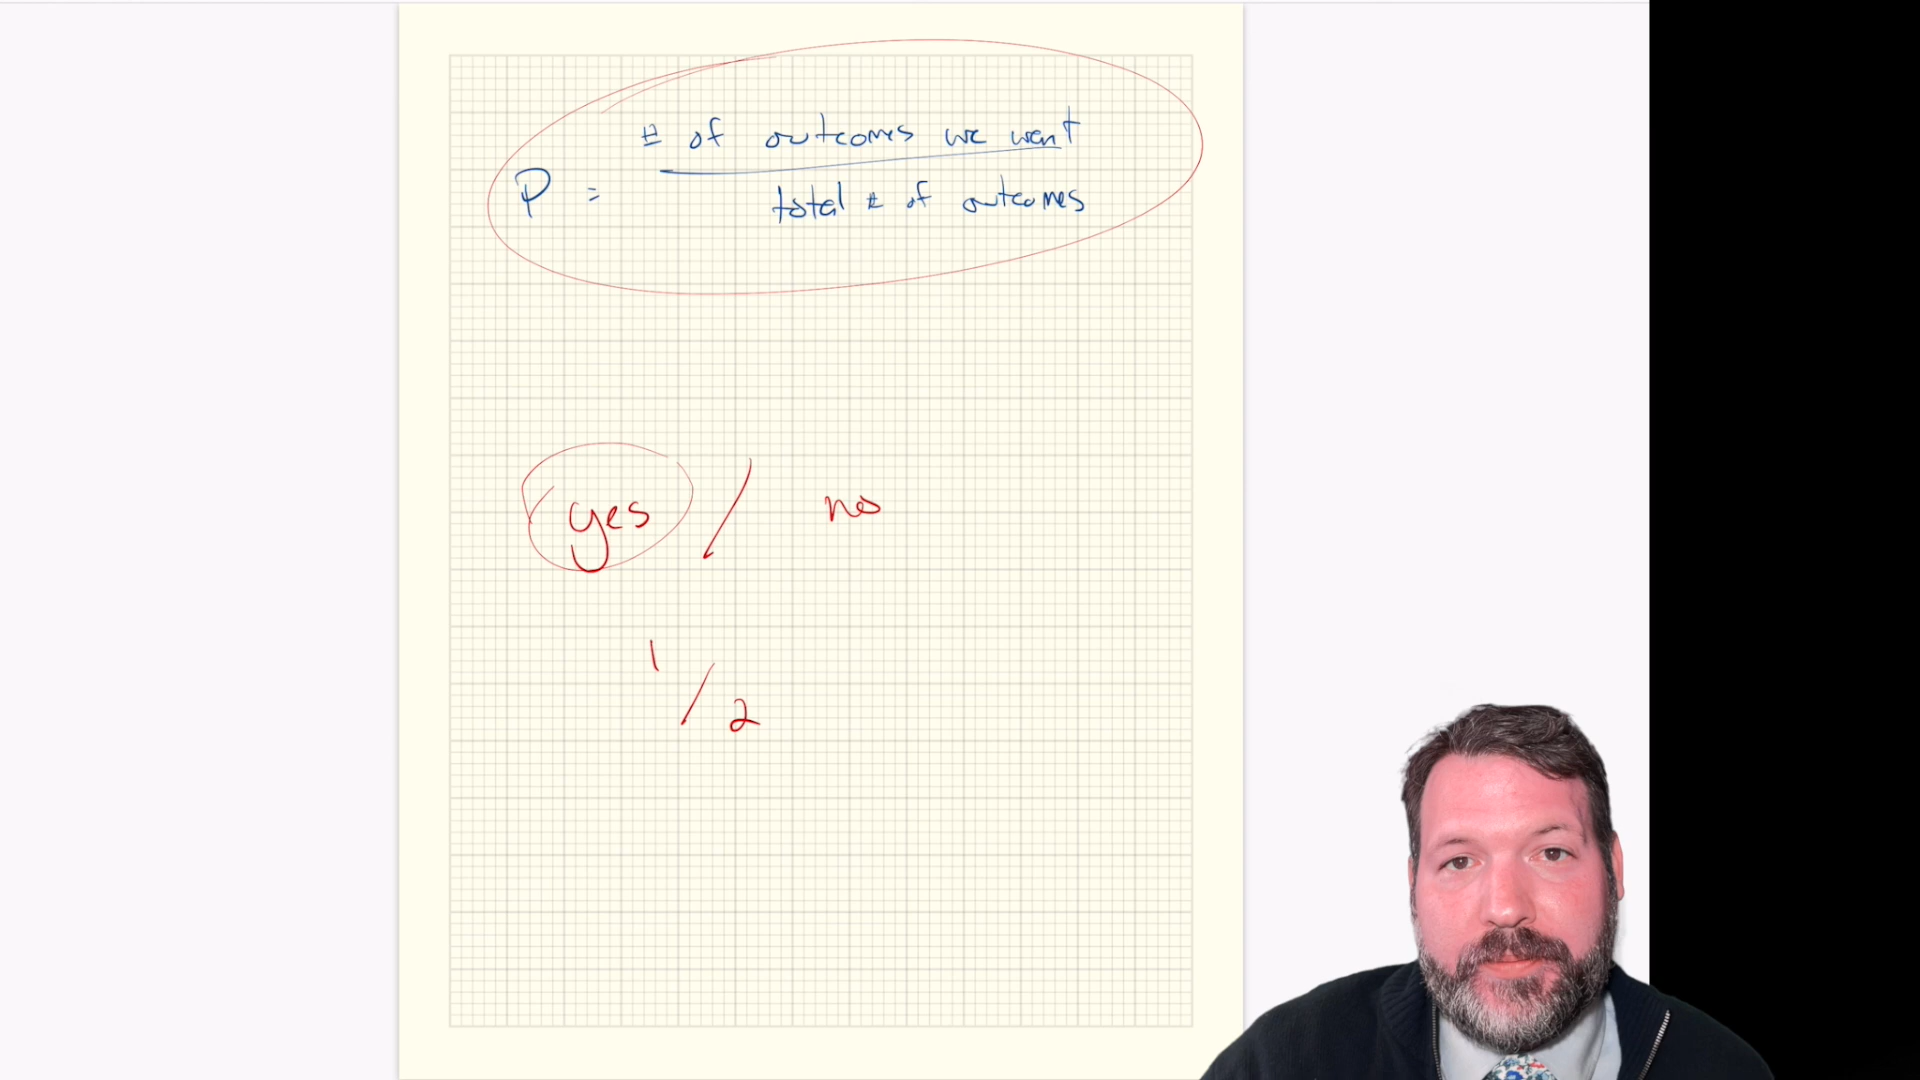 # of outcomes we want
P =
total # of outcomes
yes / no
1/2